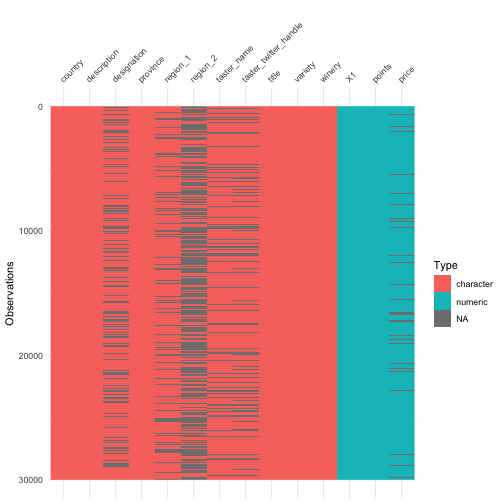 country
description
designation
province
region_1
region_2
taster_name
taster_twitter_handle
title
variety
winery
X1
points
price
0
10000
20000
30000
Observations
Type
character
numeric
NA